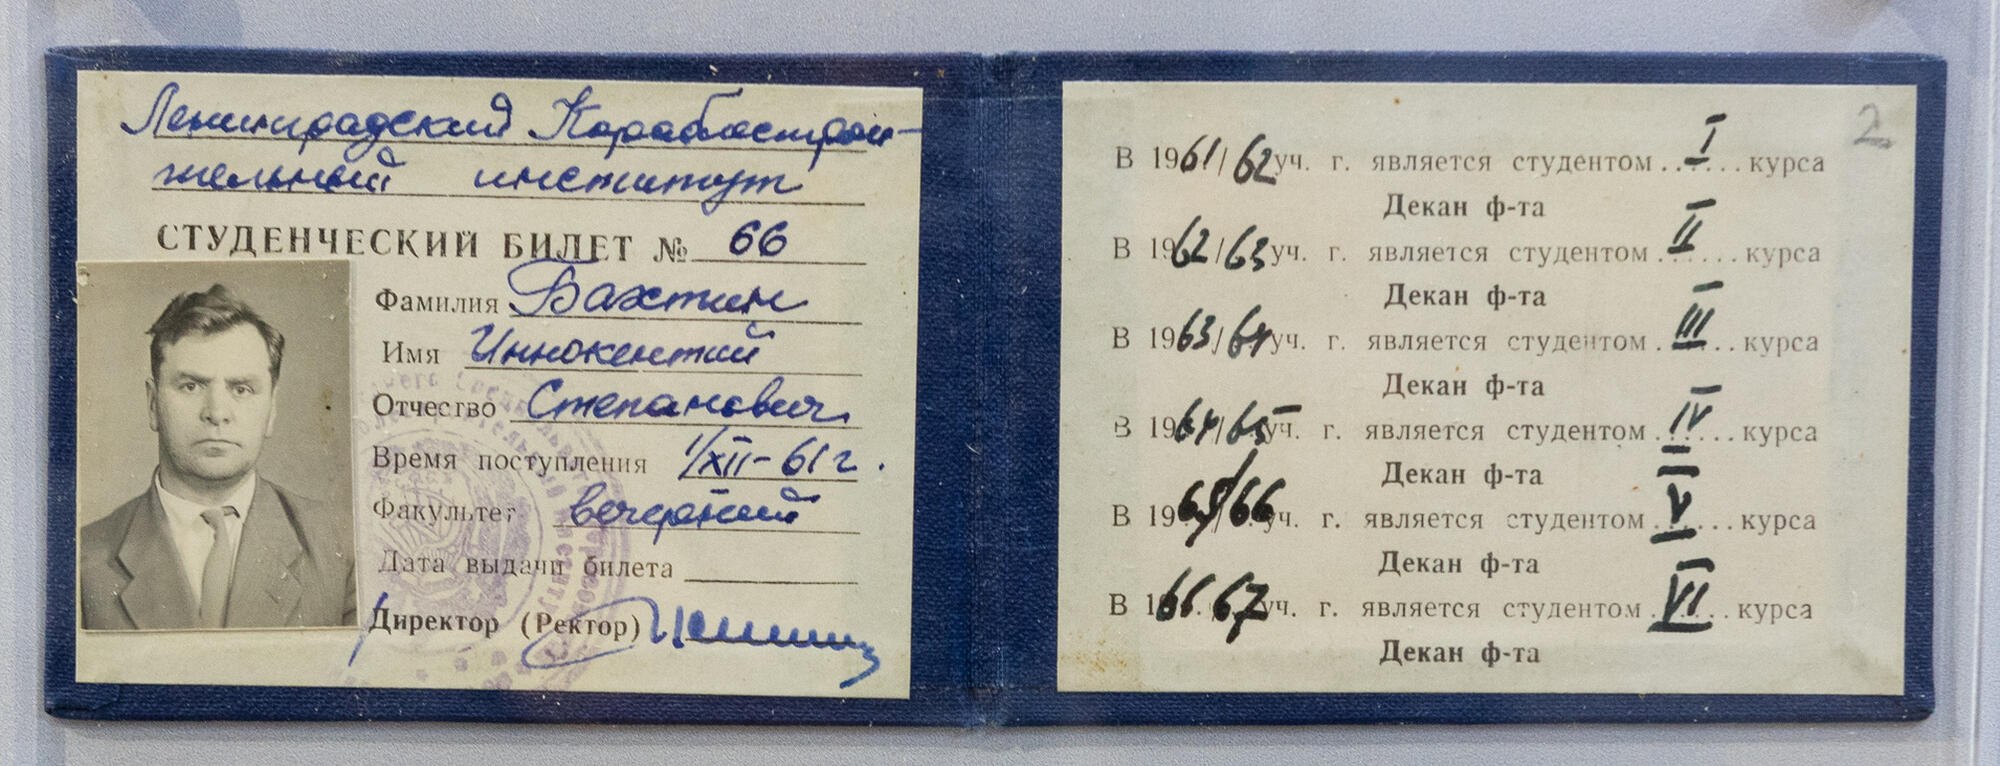 Ленинградский Кораблестрои-
тельный институт
СТУДЕНЧЕСКИЙ БИЛЕТ № 66
Фамилия Вахтин
Имя Иннокентий
Отчество Степанович
Время поступления 1/XII-61 г.
Факультет вечерний
Дата выдачи билета
Директор (Ректор)
2
В 1961/62 уч. г. является студентом I курса
Декан ф-та
В 1962/63 уч. г. является студентом II курса
Декан ф-та
В 1963/64 уч. г. является студентом III курса
Декан ф-та
В 1964/65 уч. г. является студентом IV курса
Декан ф-та
В 1965/66 уч. г. является студентом V курса
Декан ф-та
В 1966/67 уч. г. является студентом VI курса
Декан ф-та